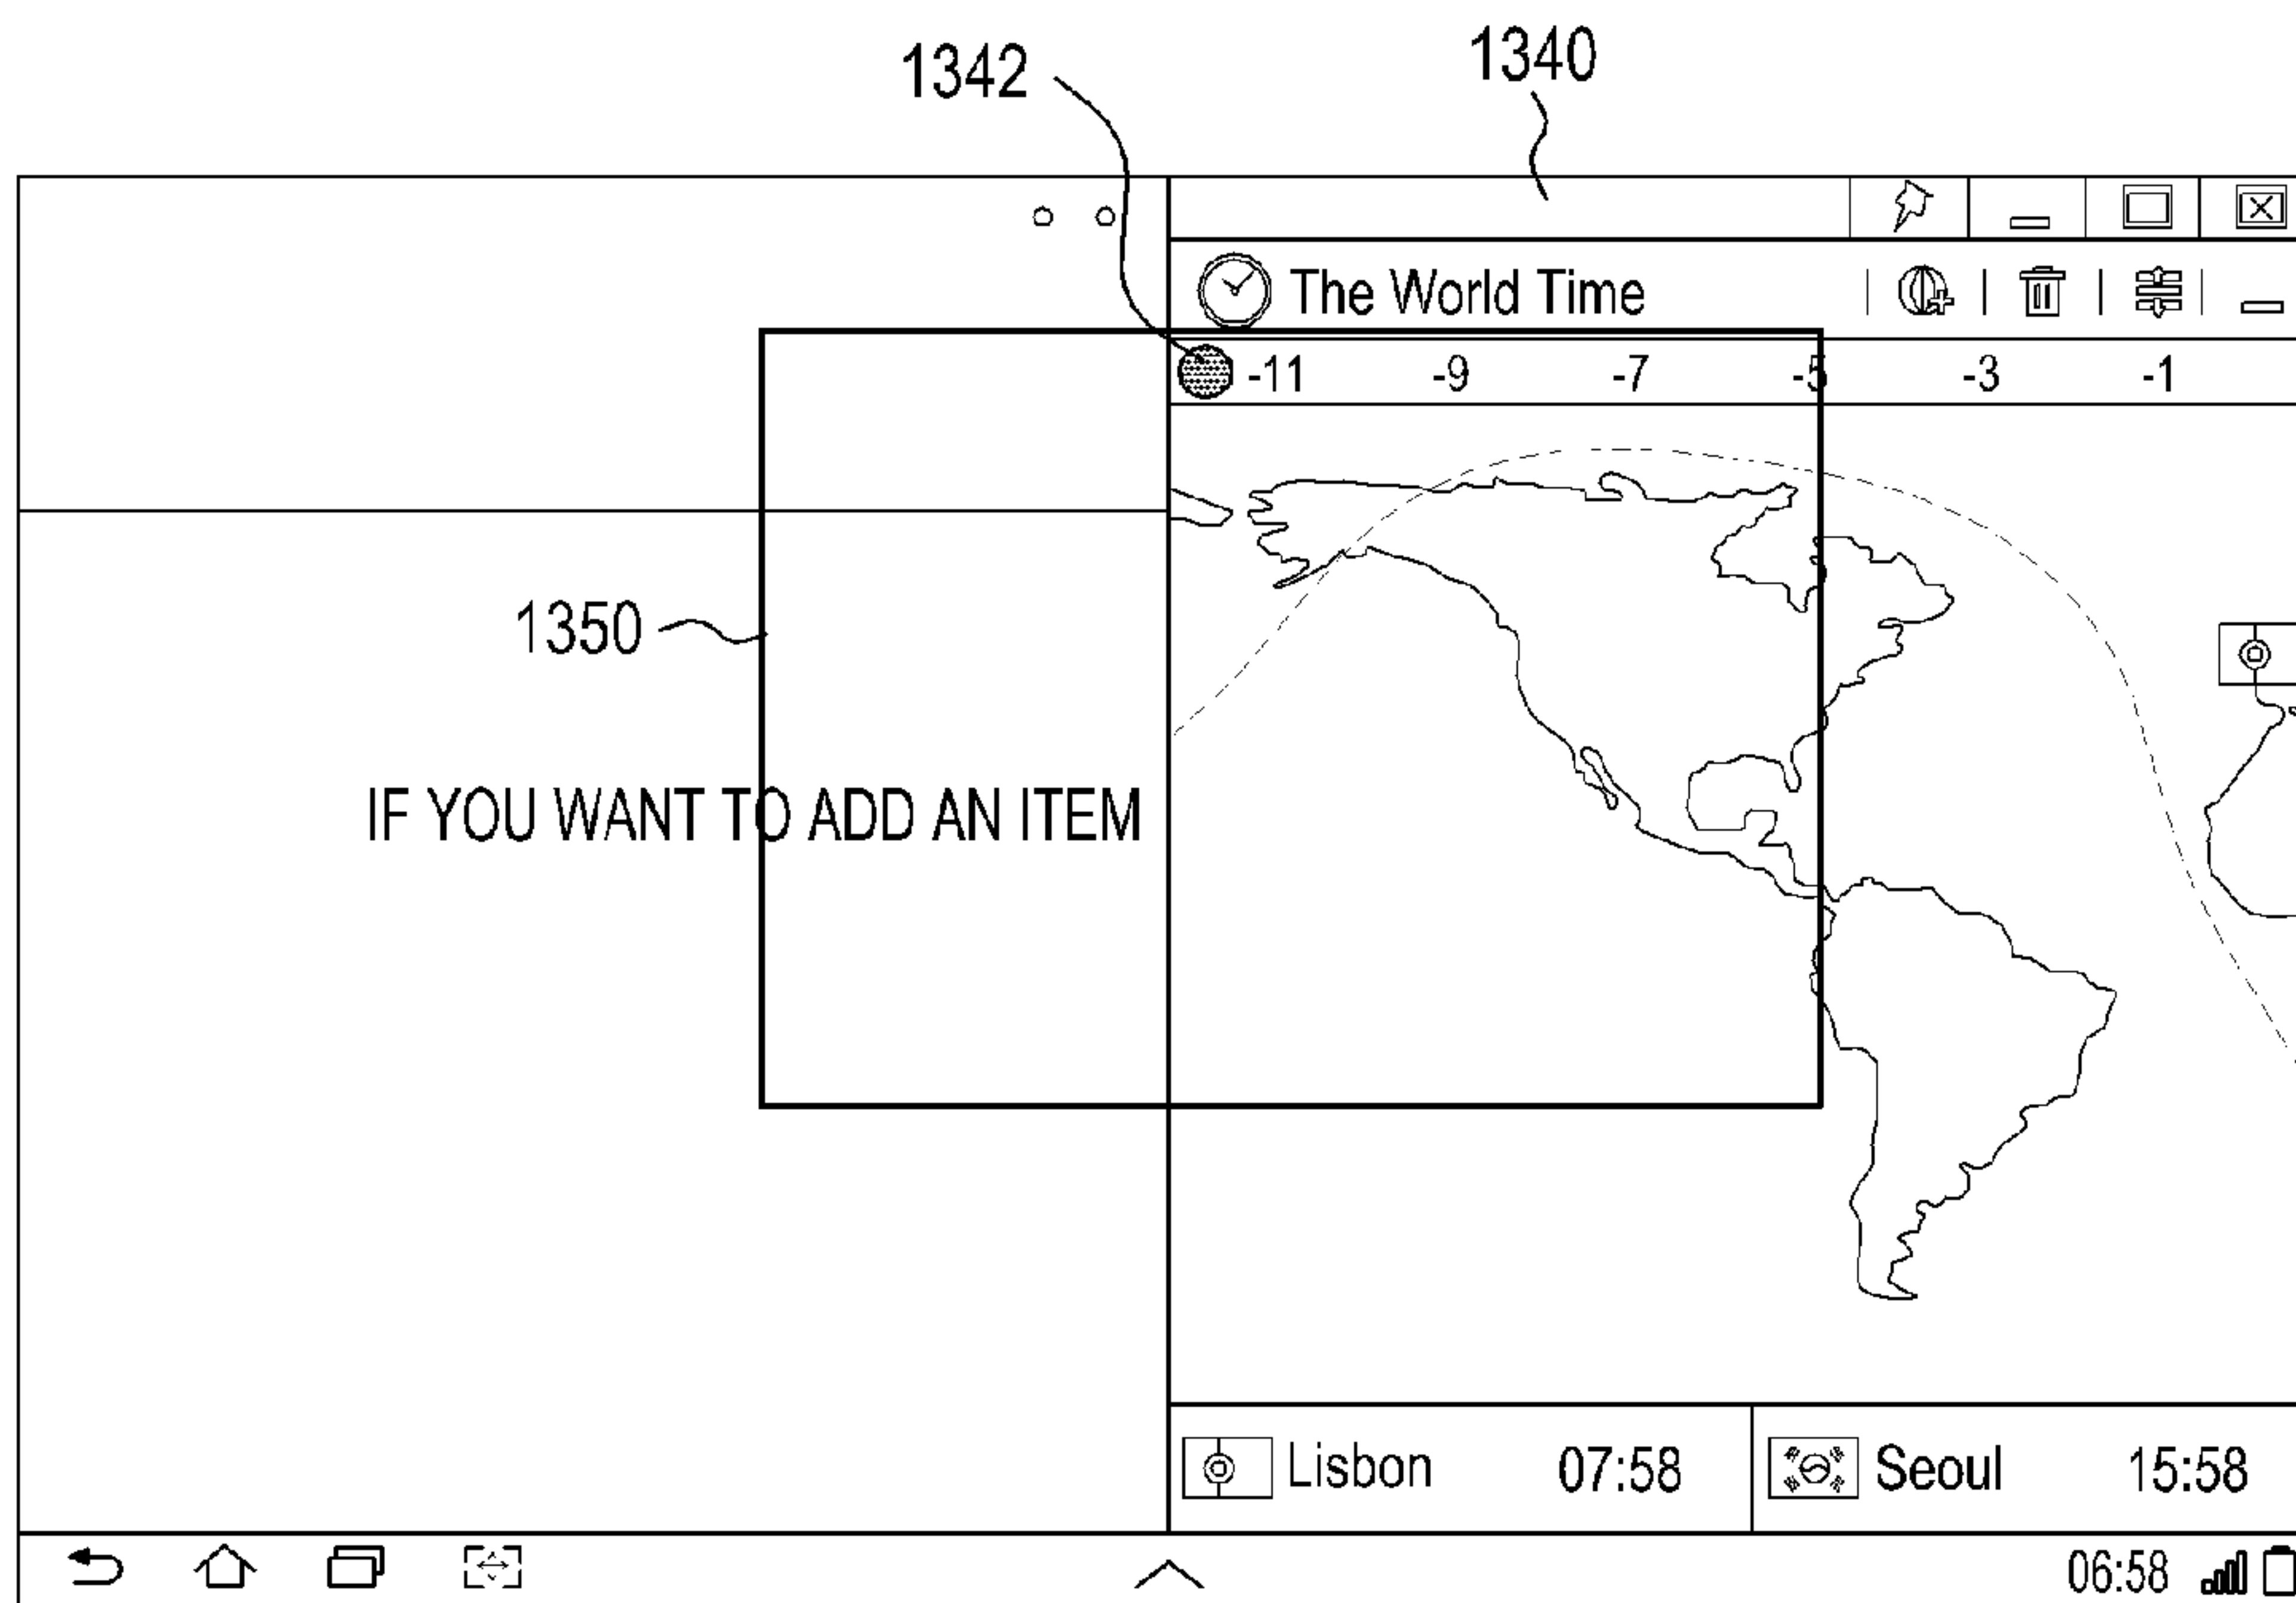 1342
1340
The World Time
-11 -9 -7 -5 -3 -1
1350
IF YOU WANT TO ADD AN ITEM
Lisbon 07:58 Seoul 15:58
06:58